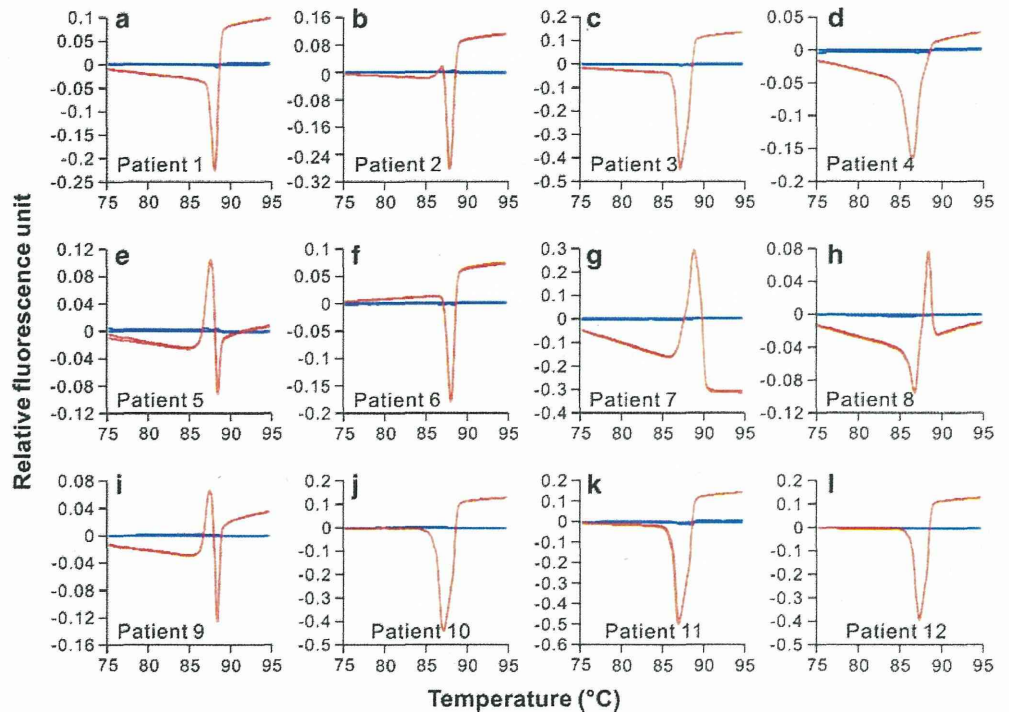 a
0.1
0.05
0
-0.05
-0.1
-0.15
-0.2
-0.25
Patient 1
75 80 85 90 95
b
0.16
0.08
0
-0.08
-0.16
-0.24
-0.32
Patient 2
75 80 85 90 95
c
0.2
0.1
0
-0.1
-0.2
-0.3
-0.4
-0.5
Patient 3
75 80 85 90 95
d
0.05
0
-0.05
-0.1
-0.15
-0.2
Patient 4
75 80 85 90 95
e
0.12
0.08
0.04
0
-0.04
-0.08
-0.12
Patient 5
75 80 85 90 95
f
0.1
0.05
0
-0.05
-0.1
-0.15
-0.2
Patient 6
75 80 85 90 95
g
0.3
0.2
0.1
0
-0.1
-0.2
-0.3
-0.4
Patient 7
75 80 85 90 95
h
0.08
0.04
0
-0.04
-0.08
-0.12
Patient 8
75 80 85 90 95
i
0.08
0.04
0
-0.04
-0.08
-0.12
-0.16
Patient 9
75 80 85 90 95
j
0.2
0.1
0
-0.1
-0.2
-0.3
-0.4
-0.5
Patient 10
75 80 85 90 95
k
0.2
0.1
0
-0.1
-0.2
-0.3
-0.4
-0.5
-0.6
Patient 11
75 80 85 90 95
l
0.2
0.1
0
-0.1
-0.2
-0.3
-0.4
-0.5
Patient 12
75 80 85 90 95
Relative fluorescence unit
Temperature (°C)